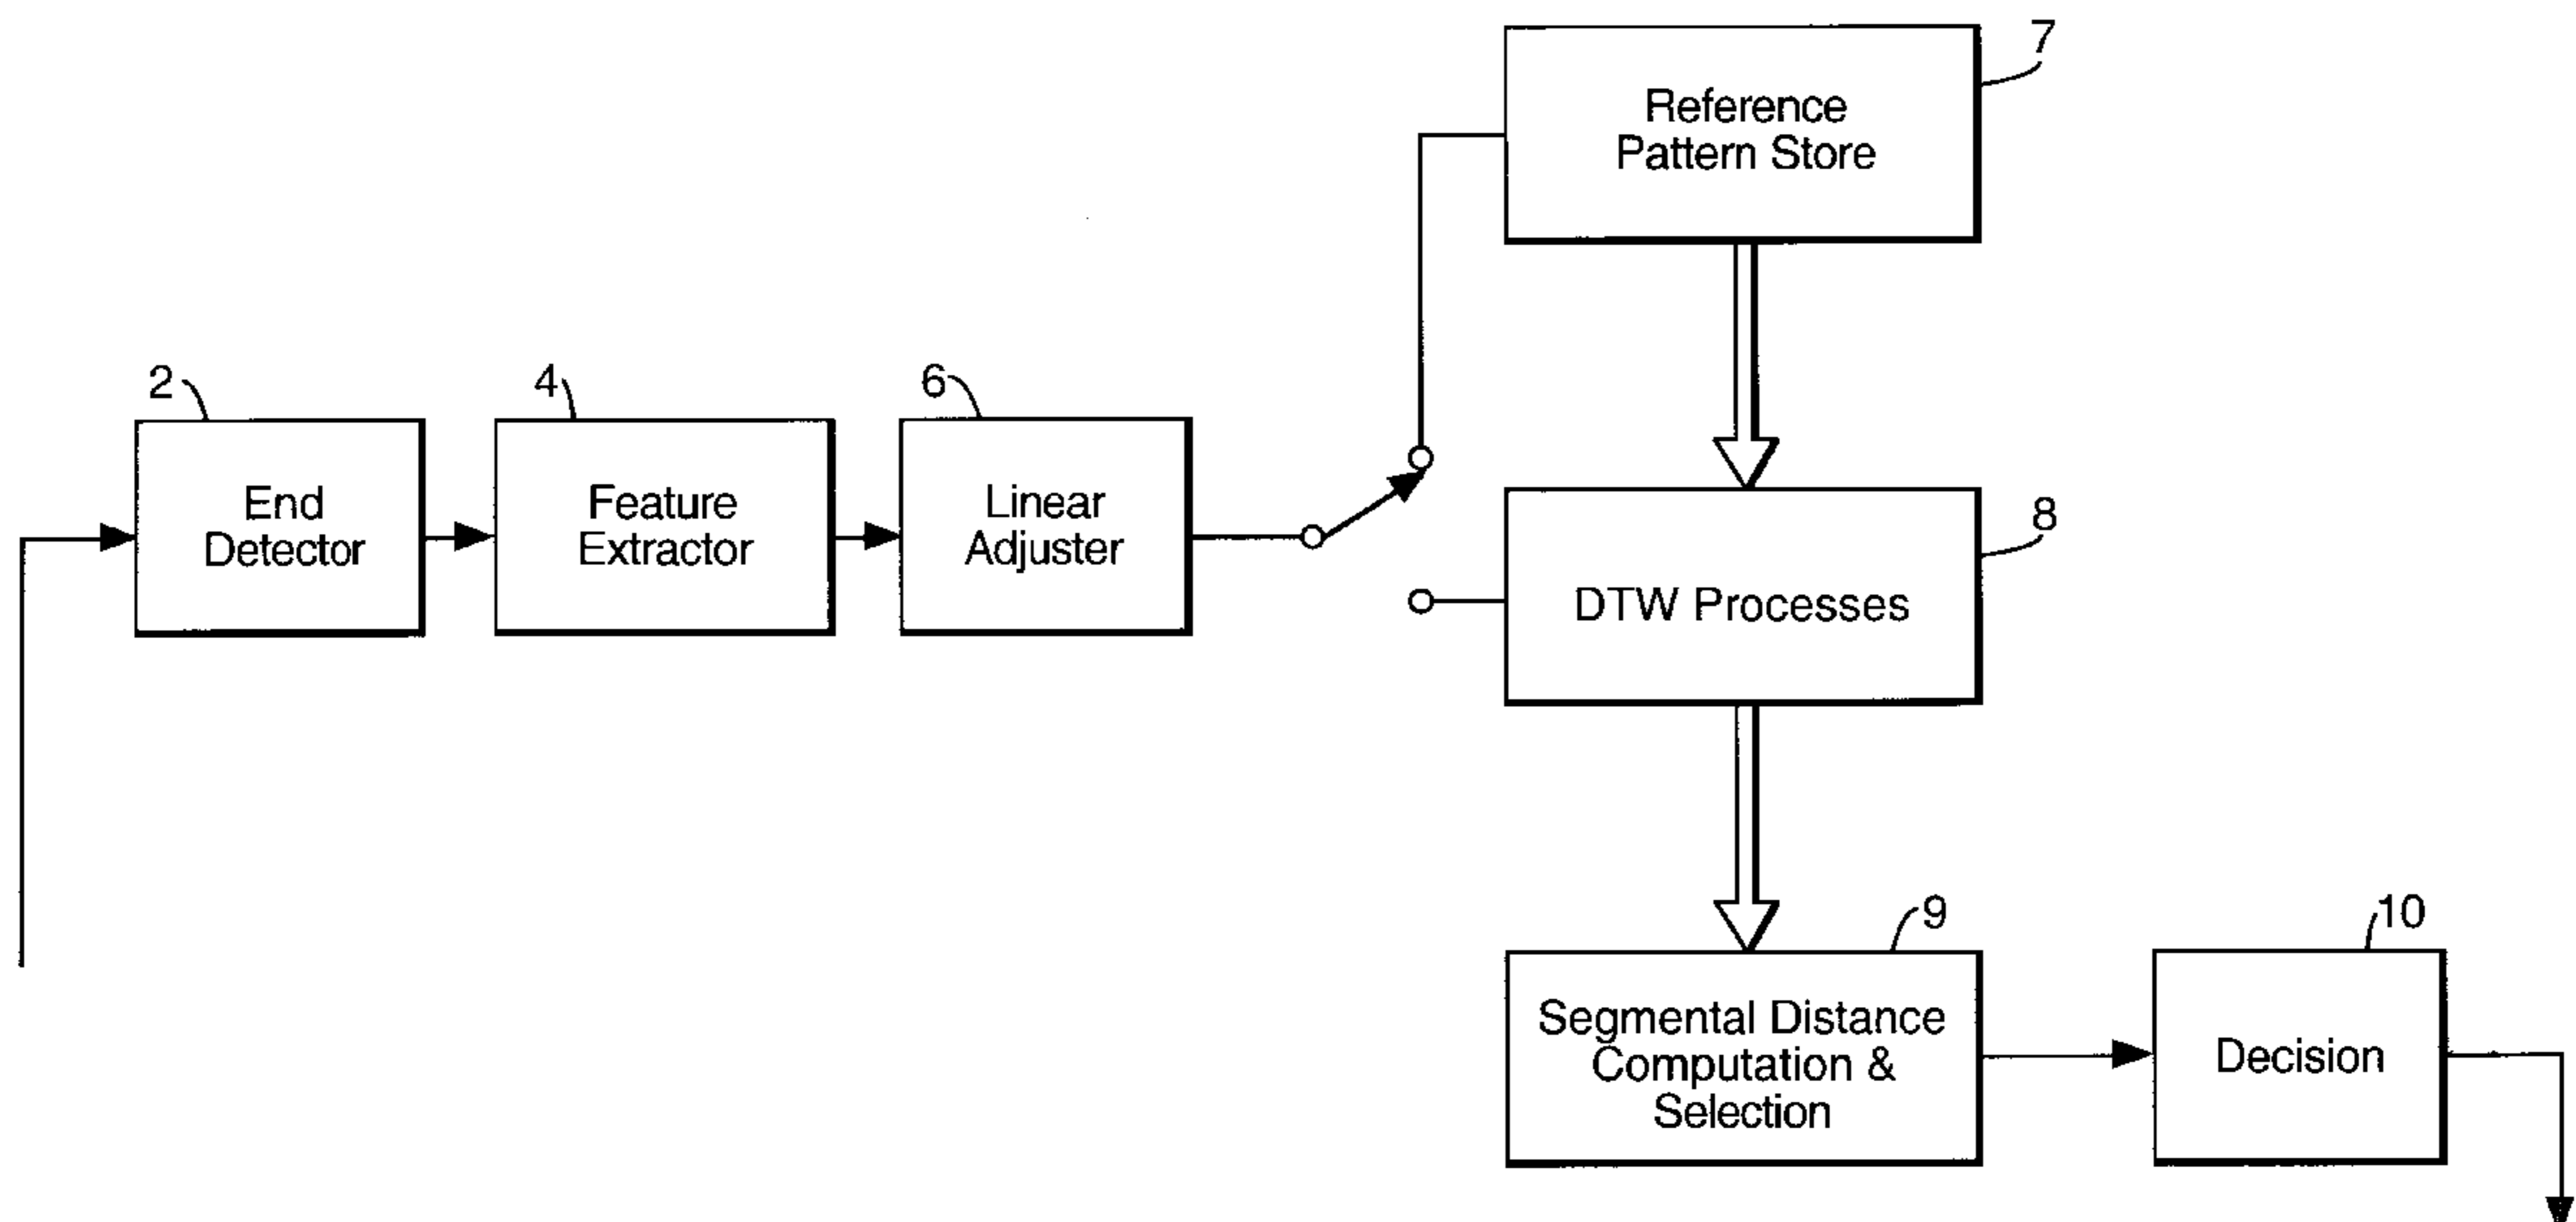 7
Reference
Pattern Store
2
4
6
End
Detector
Feature
Extractor
Linear
Adjuster
8
DTW Processes
9
10
Segmental Distance
Computation &
Selection
Decision